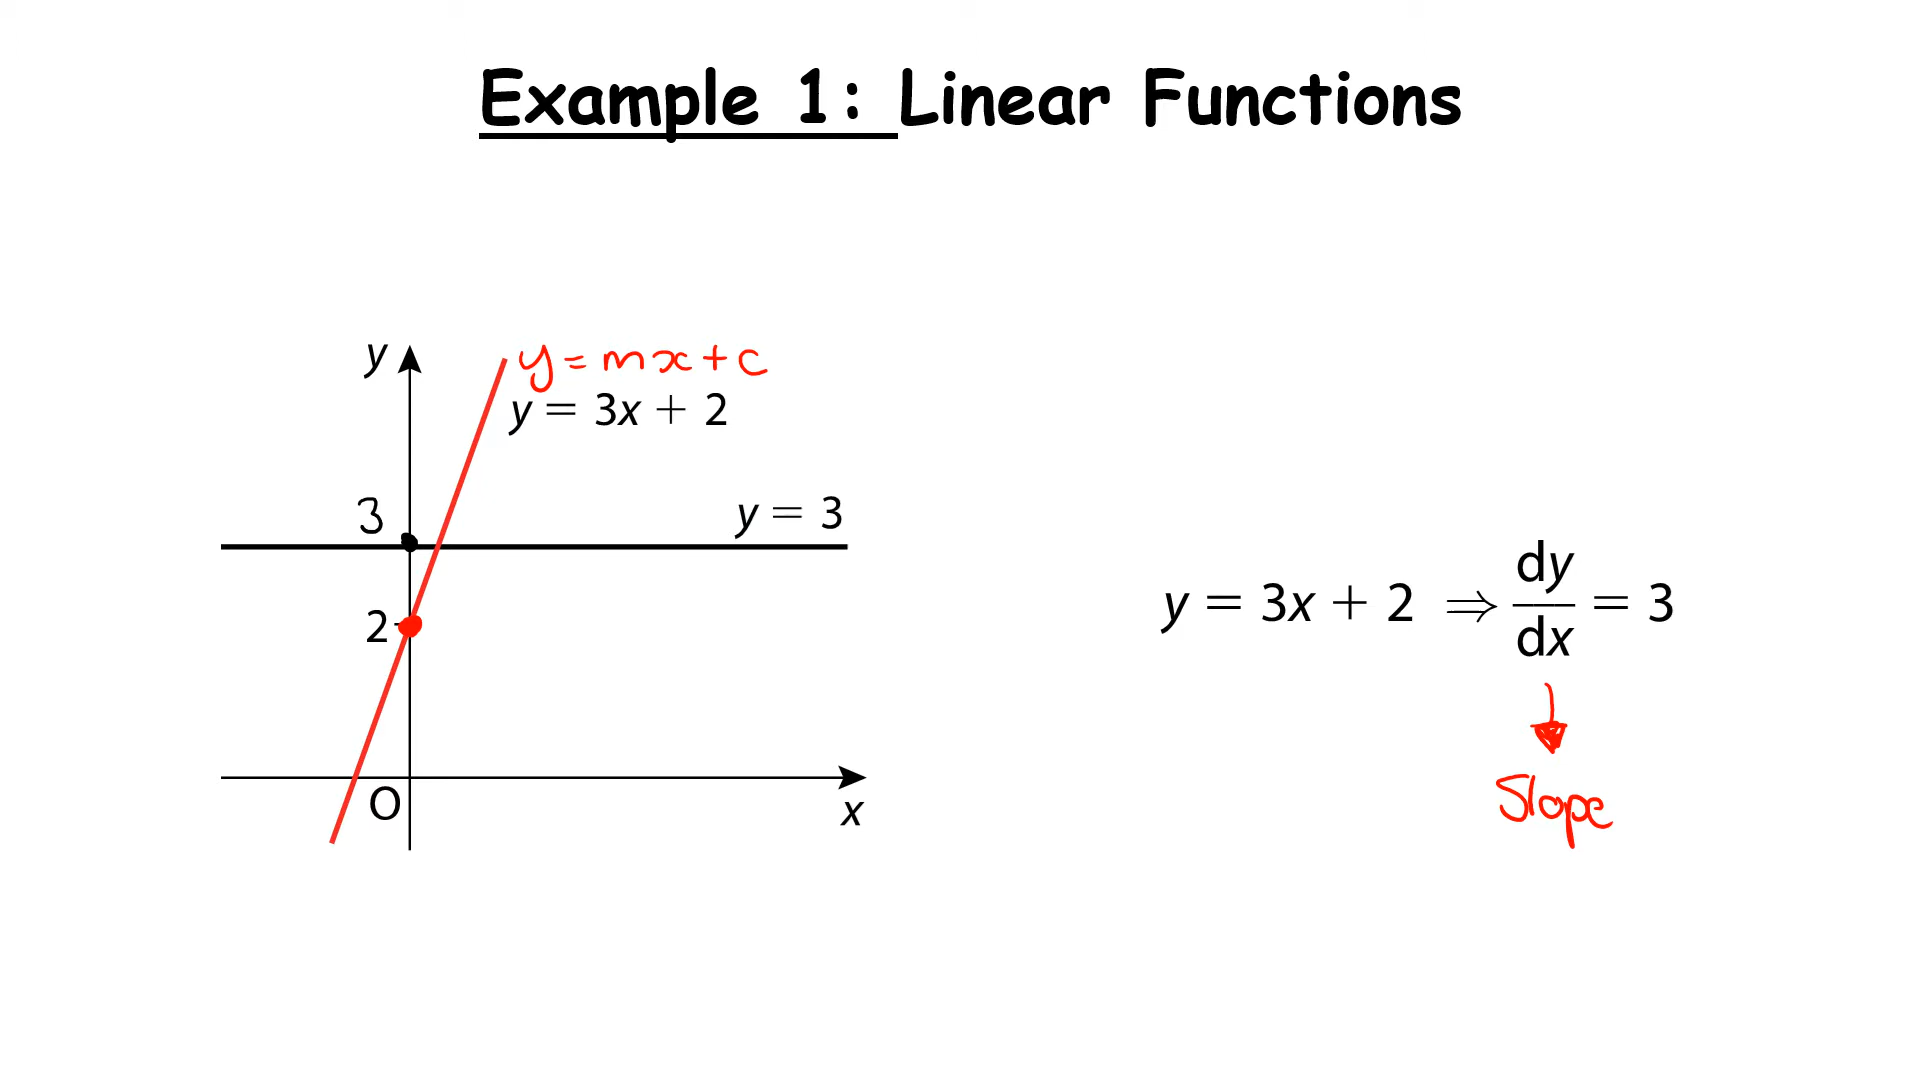 Example 1: Linear Functions
y
y = mx + c
y = 3x + 2
3
y = 3
2
O
x
y = 3x + 2 ⇒ dy/dx = 3
Slope